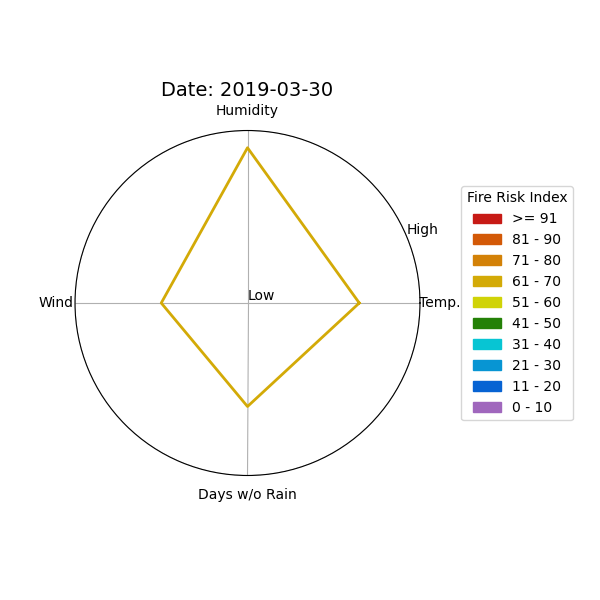 Date: 2019-03-30
Humidity
High
Low
Wind
Temp.
Days w/o Rain
Fire Risk Index
>= 91
81 - 90
71 - 80
61 - 70
51 - 60
41 - 50
31 - 40
21 - 30
11 - 20
0 - 10